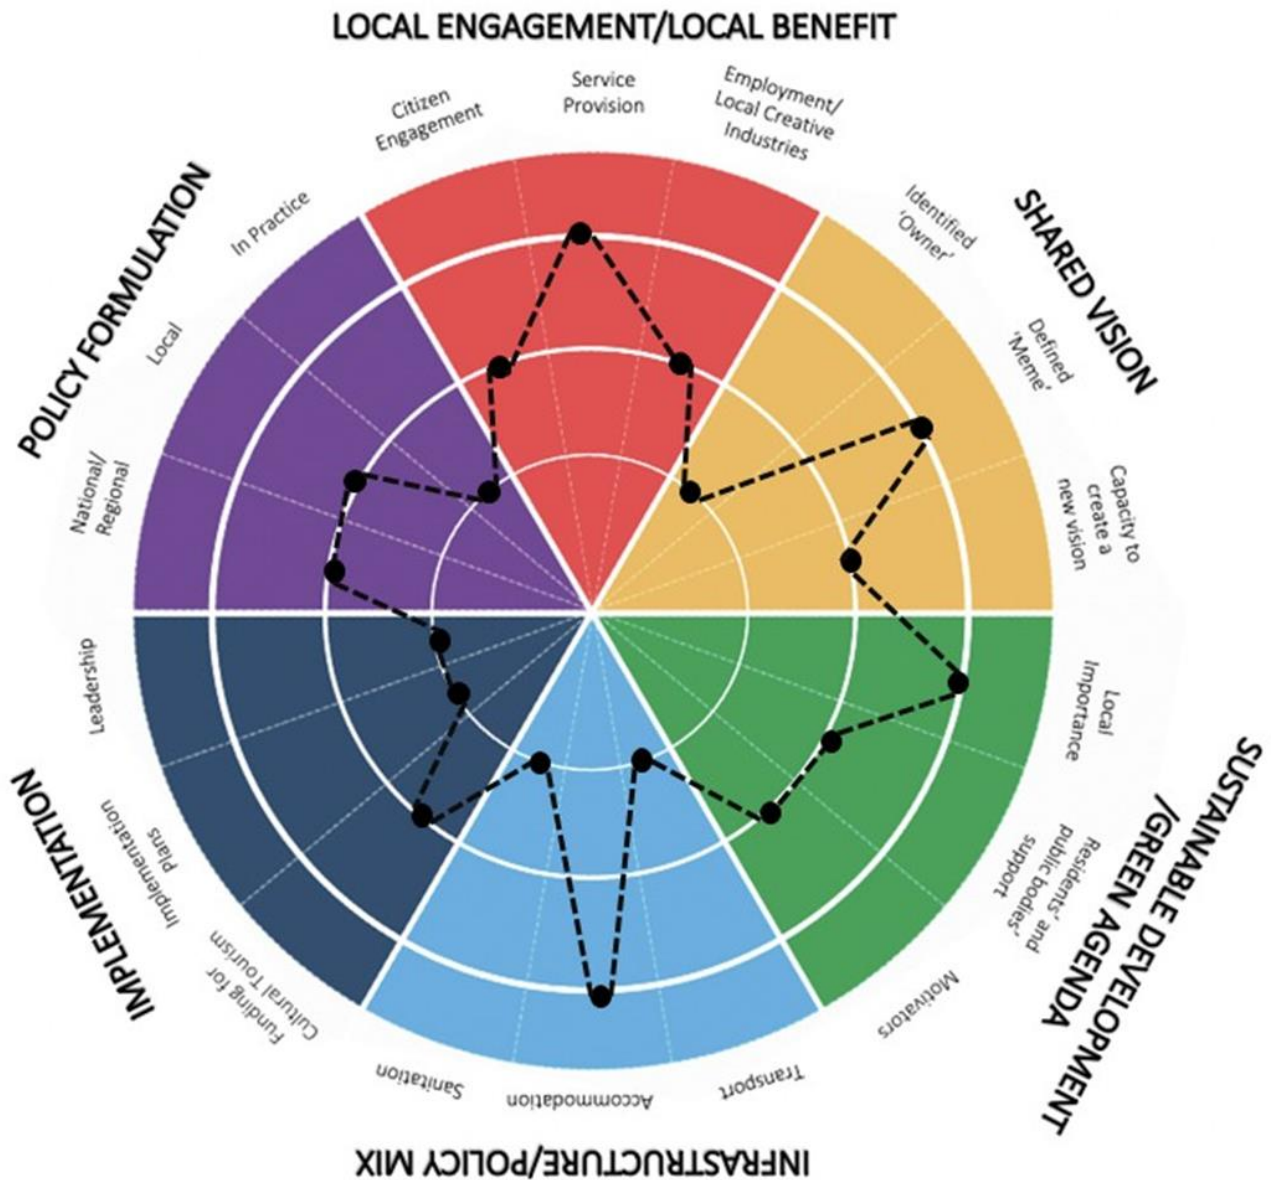 LOCAL ENGAGEMENT/LOCAL BENEFIT
Citizen
Engagement
Service
Provision
Employment/
Local Creative
Industries
SHARED VISION
Identified
‘Owner’
Defined
‘Meme’
Capacity to
create a
new vision
SUSTAINABLE DEVELOPMENT
/GREEN AGENDA
Local
Importance
Residents’ and
public bodies’
support
Motivators
INFRASTRUCTURE/POLICY MIX
Transport
Accommodation
Sanitation
IMPLEMENTATION
Funding for
Cultural Tourism
Implementation
Plans
Leadership
POLICY FORMULATION
National/
Regional
Local
In Practice